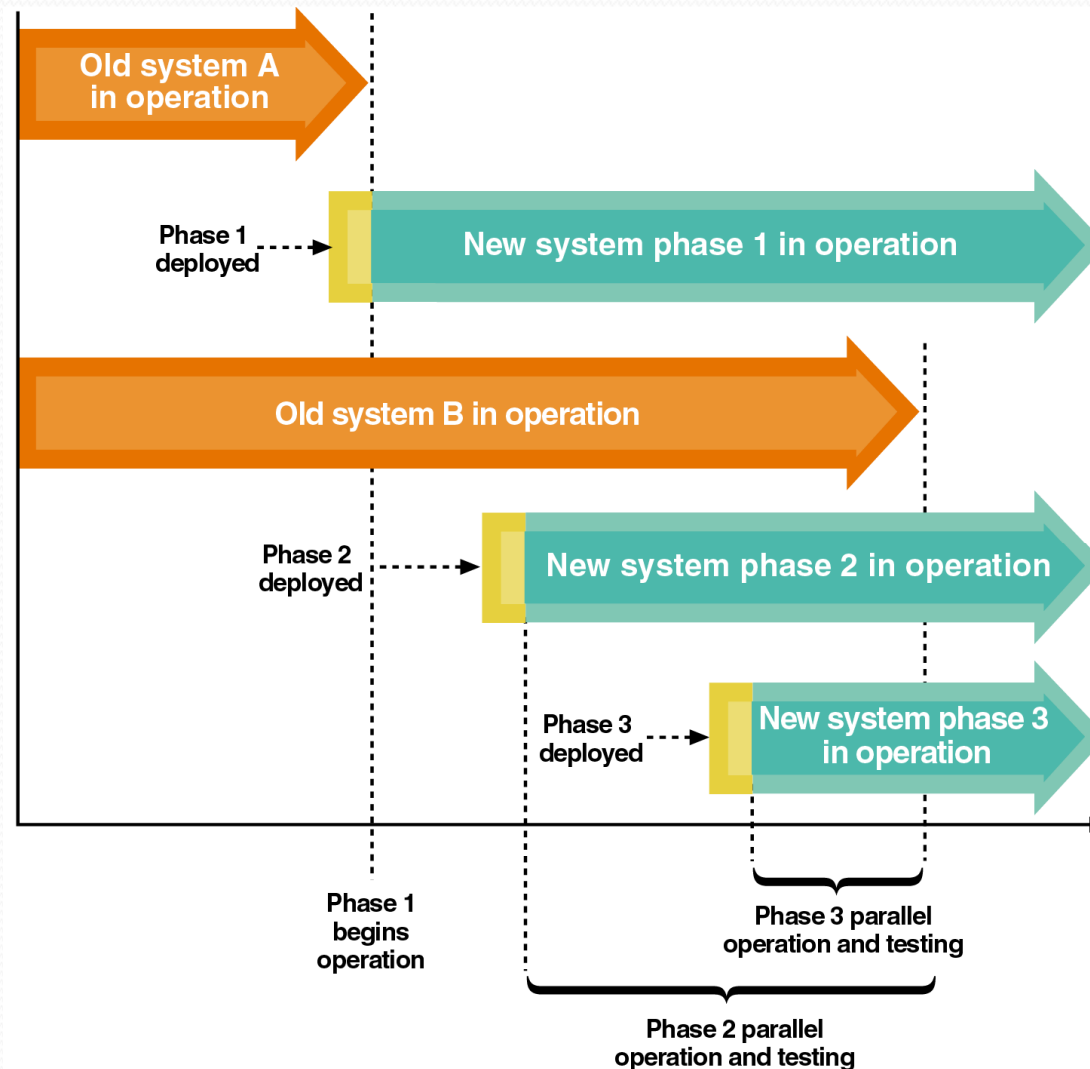 Old system A
in operation
Phase 1
deployed
New system phase 1 in operation
Old system B in operation
Phase 2
deployed
New system phase 2 in operation
Phase 3
deployed
New system phase 3
in operation
Phase 1
begins
operation
Phase 3 parallel
operation and testing
Phase 2 parallel
operation and testing